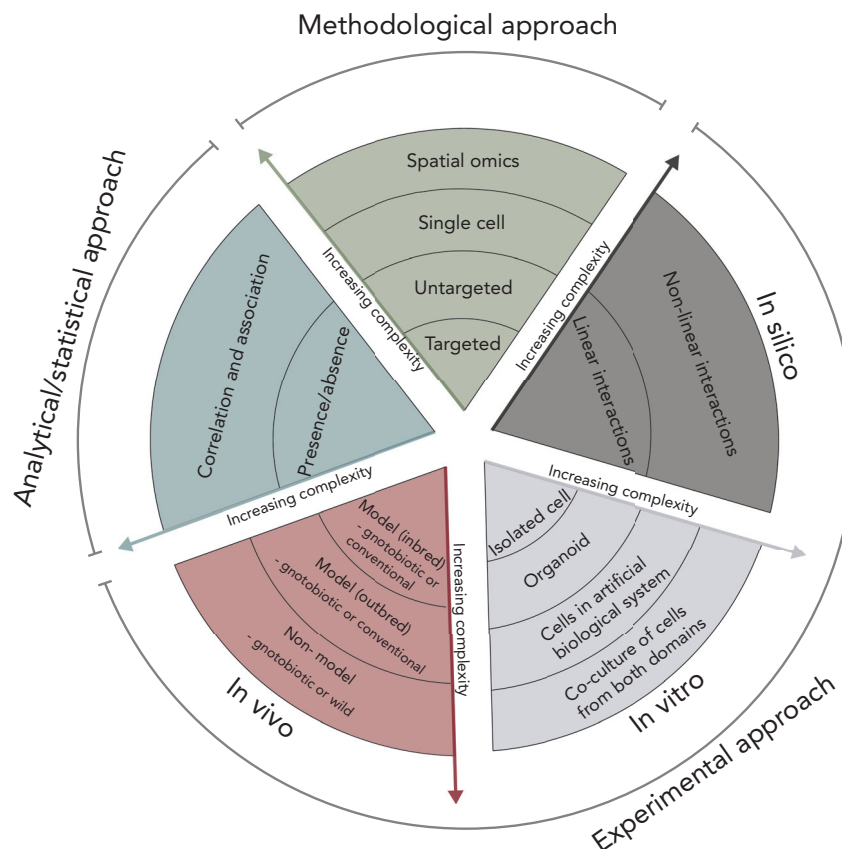 Methodological approach
Spatial omics
Single cell
Untargeted
Targeted
Increasing complexity
Increasing complexity
In silico
Non-linear interactions
Linear interactions
Increasing complexity
Experimental approach
In vitro
Isolated cell
Organoid
Cells in artificial
biological system
Co-culture of cells
from both domains
Increasing complexity
In vivo
Model (inbred)
- gnotobiotic or
conventional
Model (outbred)
- gnotobiotic or conventional
Non- model
- gnotobiotic or wild
Increasing complexity
Analytical/statistical approach
Correlation and association
Presence/absence